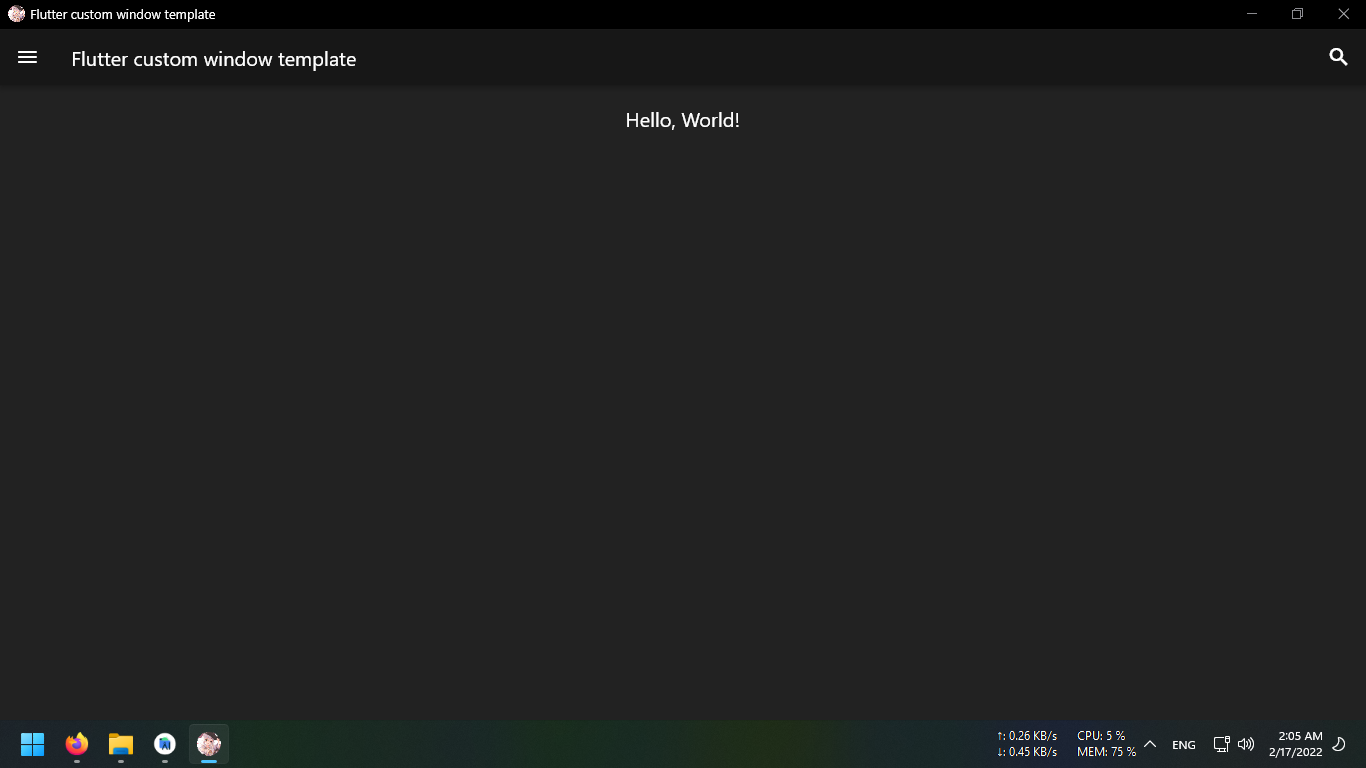 Flutter custom window template
Flutter custom window template
Hello, World!
↑: 0.26 KB/s CPU: 5 %
↓: 0.45 KB/s MEM: 75 %
ENG
2:05 AM
2/17/2022